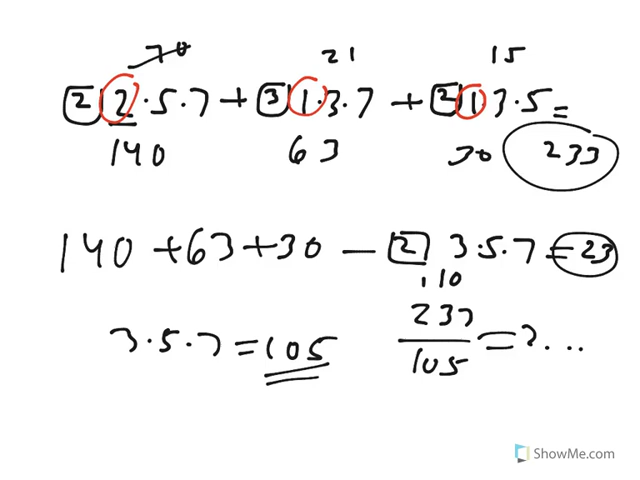 70 21 15
2 2·5·7 + 3 1·3·7 + 2 1 3·5 =
140 63 30 233
140 + 63 + 30 — 2 3·5·7 = 23
110
3·5·7 = 105 233/105 = 2...
ShowMe.com